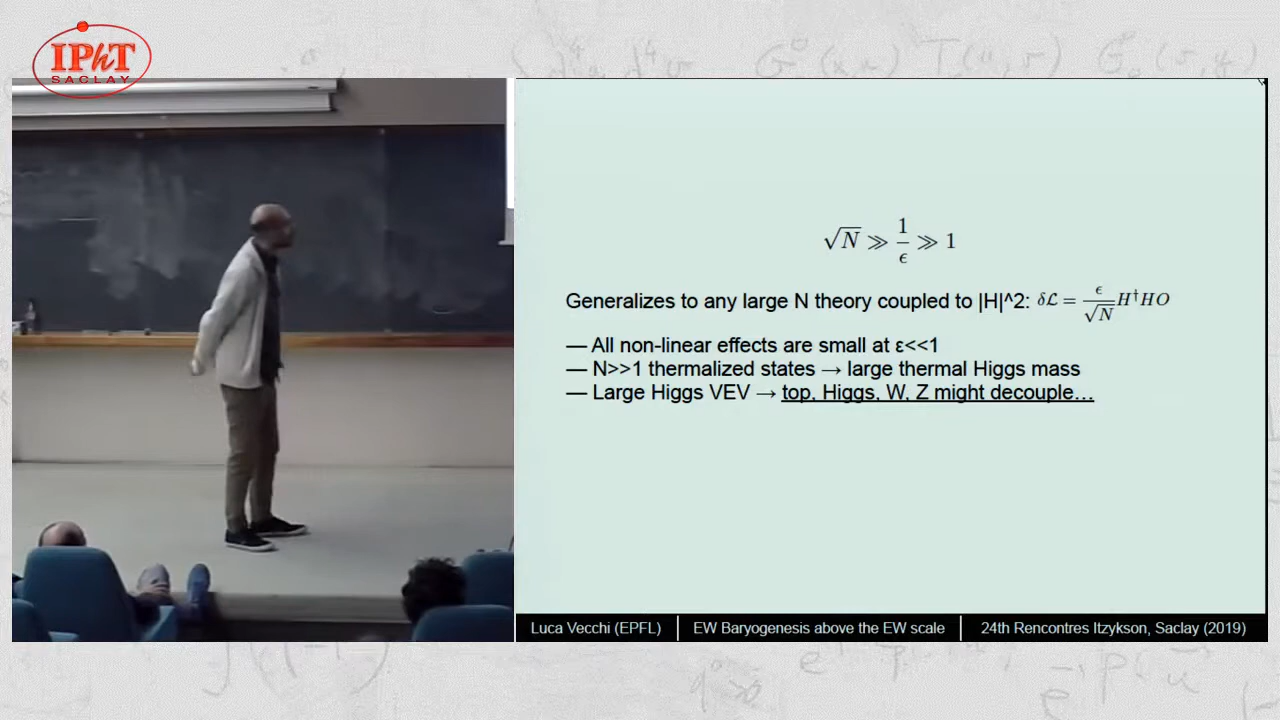 IPhT
SACLAY
√N ≫ 1/ϵ ≫ 1
Generalizes to any large N theory coupled to |H|^2: δℒ = ϵ/√N H†HO
— All non-linear effects are small at ε<<1
— N>>1 thermalized states → large thermal Higgs mass
— Large Higgs VEV → top, Higgs, W, Z might decouple…
Luca Vecchi (EPFL) | EW Baryogenesis above the EW scale | 24th Rencontres Itzykson, Saclay (2019)